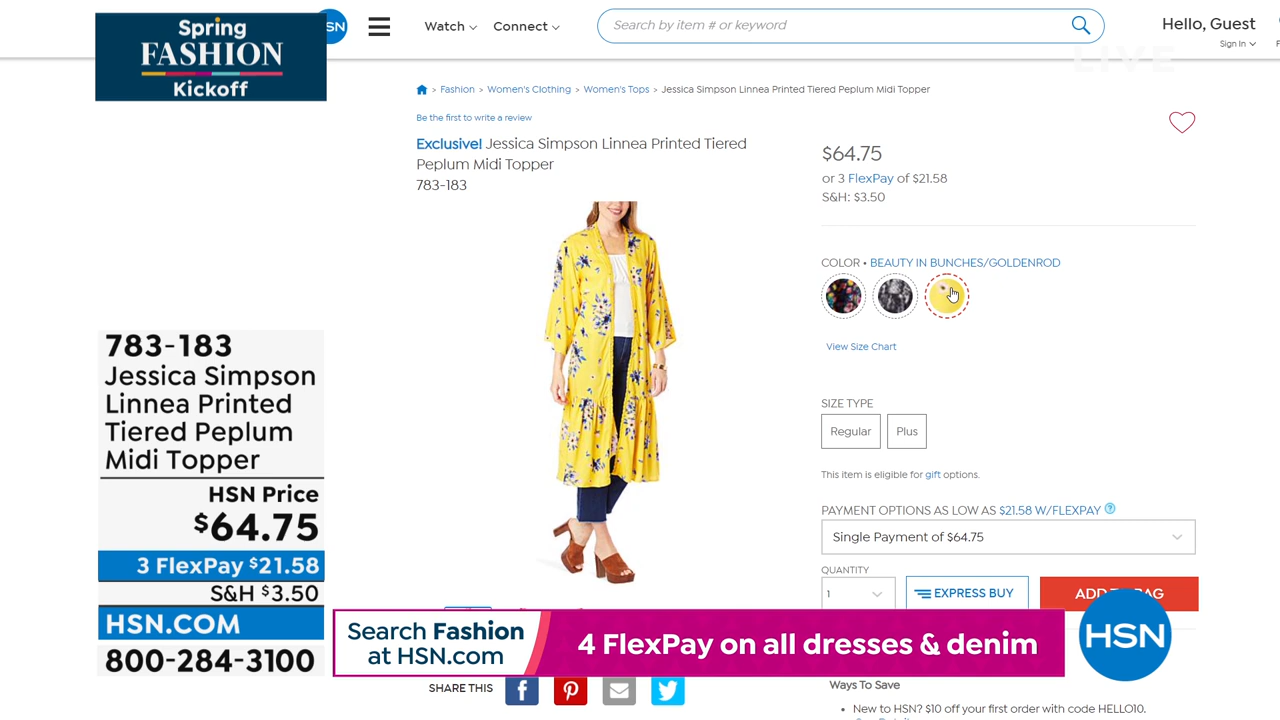 Spring
FASHION
Kickoff
SN
Watch
Connect
Search by item # or keyword
Hello, Guest
Sign In
LIVE
> Fashion > Women's Clothing > Women's Tops > Jessica Simpson Linnea Printed Tiered Peplum Midi Topper
Be the first to write a review
Exclusive! Jessica Simpson Linnea Printed Tiered
Peplum Midi Topper
783-183
$64.75
or 3 FlexPay of $21.58
S&H: $3.50
COLOR • BEAUTY IN BUNCHES/GOLDENROD
View Size Chart
SIZE TYPE
Regular
Plus
This item is eligible for gift options.
PAYMENT OPTIONS AS LOW AS $21.58 W/FLEXPAY ?
Single Payment of $64.75
QUANTITY
1
EXPRESS BUY
ADD TO BAG
783-183
Jessica Simpson
Linnea Printed
Tiered Peplum
Midi Topper
HSN Price
$64.75
3 FlexPay $21.58
S&H $3.50
HSN.COM
800-284-3100
Search Fashion
at HSN.com
4 FlexPay on all dresses & denim
HSN
SHARE THIS
Ways To Save
• New to HSN? $10 off your first order with code HELLO10.